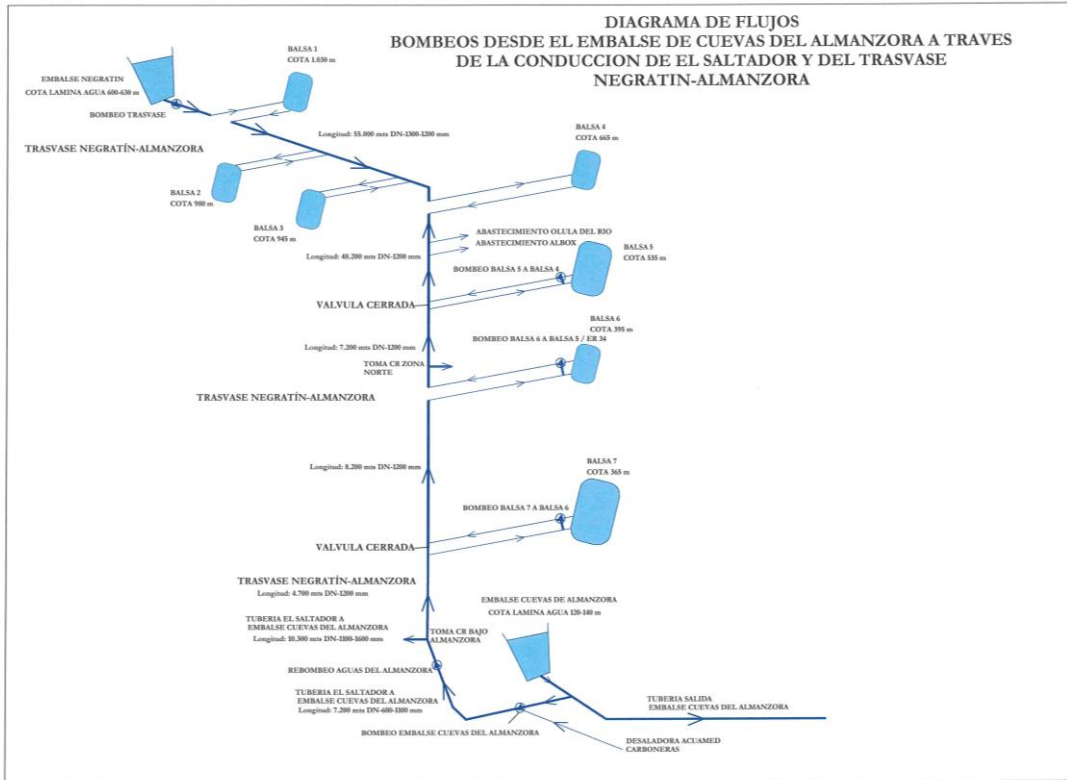 DIAGRAMA DE FLUJOS
BOMBEOS DESDE EL EMBALSE DE CUEVAS DEL ALMANZORA A TRAVES
DE LA CONDUCCION DE EL SALTADOR Y DEL TRASVASE
NEGRATIN-ALMANZORA
BALSA 1
COTA 1.030 m
EMBALSE NEGRATIN
COTA LAMINA AGUA 600-630 m
BOMBEO TRASVASE
Longitud: 55.000 mts DN-1300-1200 mm
TRASVASE NEGRATÍN-ALMANZORA
BALSA 4
COTA 665 m
BALSA 2
COTA 980 m
BALSA 3
COTA 945 m
ABASTECIMIENTO OLULA DEL RIO
ABASTECIMIENTO ALBOX
BALSA 5
COTA 535 m
Longitud: 40.200 mts DN-1200 mm
BOMBEO BALSA 5 A BALSA 4
VALVULA CERRADA
BALSA 6
COTA 395 m
BOMBEO BALSA 6 A BALSA 5 / ER 34
Longitud: 7.200 mts DN-1200 mm
TOMA CR ZONA
NORTE
TRASVASE NEGRATÍN-ALMANZORA
BALSA 7
COTA 365 m
Longitud: 8.200 mts DN-1200 mm
BOMBEO BALSA 7 A BALSA 6
VALVULA CERRADA
TRASVASE NEGRATÍN-ALMANZORA
Longitud: 4.700 mts DN-1200 mm
EMBALSE CUEVAS DE ALMANZORA
COTA LAMINA AGUA 120-140 m
TUBERIA EL SALTADOR A
EMBALSE CUEVAS DEL ALMANZORA
Longitud: 10.500 mts DN-1100-1600 mm
TOMA CR BAJO
ALMANZORA
REBOMBEO AGUAS DEL ALMANZORA
TUBERIA EL SALTADOR A
EMBALSE CUEVAS DEL ALMANZORA
Longitud: 7.200 mts DN-600-1100 mm
TUBERIA SALIDA
EMBALSE CUEVAS DEL ALMANZORA
BOMBEO EMBALSE CUEVAS DEL ALMANZORA
DESALADORA ACUAMED
CARBONERAS